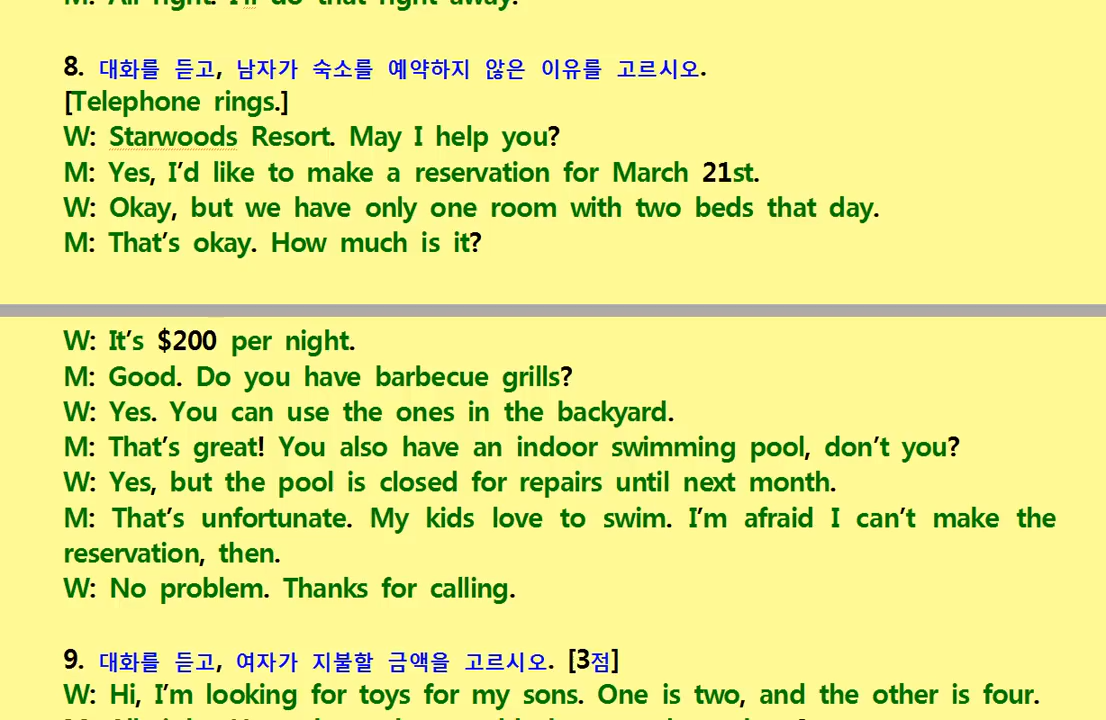 M: All right. I'll do that right away.
8. 대화를 듣고, 남자가 숙소를 예약하지 않은 이유를 고르시오.
[Telephone rings.]
W: Starwoods Resort. May I help you?
M: Yes, I'd like to make a reservation for March 21st.
W: Okay, but we have only one room with two beds that day.
M: That's okay. How much is it?
W: It's $200 per night.
M: Good. Do you have barbecue grills?
W: Yes. You can use the ones in the backyard.
M: That's great! You also have an indoor swimming pool, don't you?
W: Yes, but the pool is closed for repairs until next month.
M: That's unfortunate. My kids love to swim. I'm afraid I can't make the
reservation, then.
W: No problem. Thanks for calling.
9. 대화를 듣고, 여자가 지불할 금액을 고르시오. [3점]
W: Hi, I'm looking for toys for my sons. One is two, and the other is four.